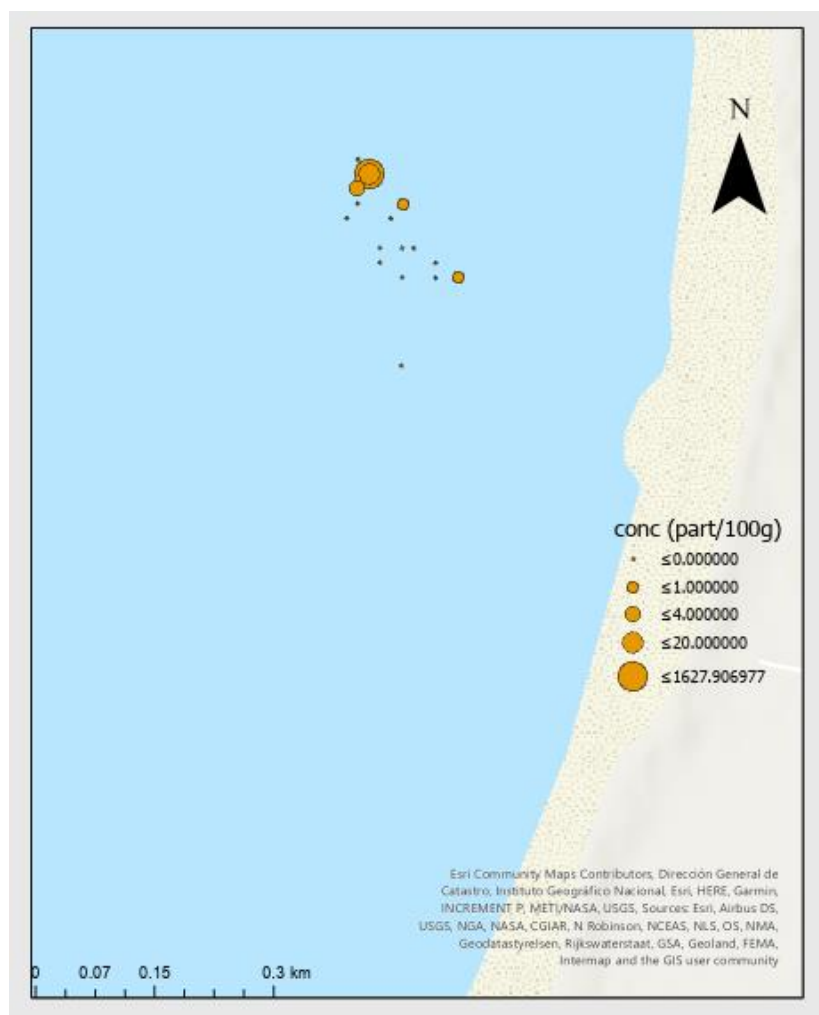 N
conc (part/100g)
≤0.000000
≤1.000000
≤4.000000
≤20.000000
≤1627.906977
Esri Community Maps Contributors, Dirección General de
Catastro, Instituto Geográfico Nacional, Esri, HERE, Garmin,
INCREMENT P, METI/NASA, USGS, Sources: Esri, Airbus DS,
USGS, NGA, NASA, CGIAR, N Robinson, NCEAS, NLS, OS, NMA,
Geodatastyrelsen, Rijkswaterstaat, GSA, Geoland, FEMA,
Intermap and the GIS user community
0 0.07 0.15 0.3 km